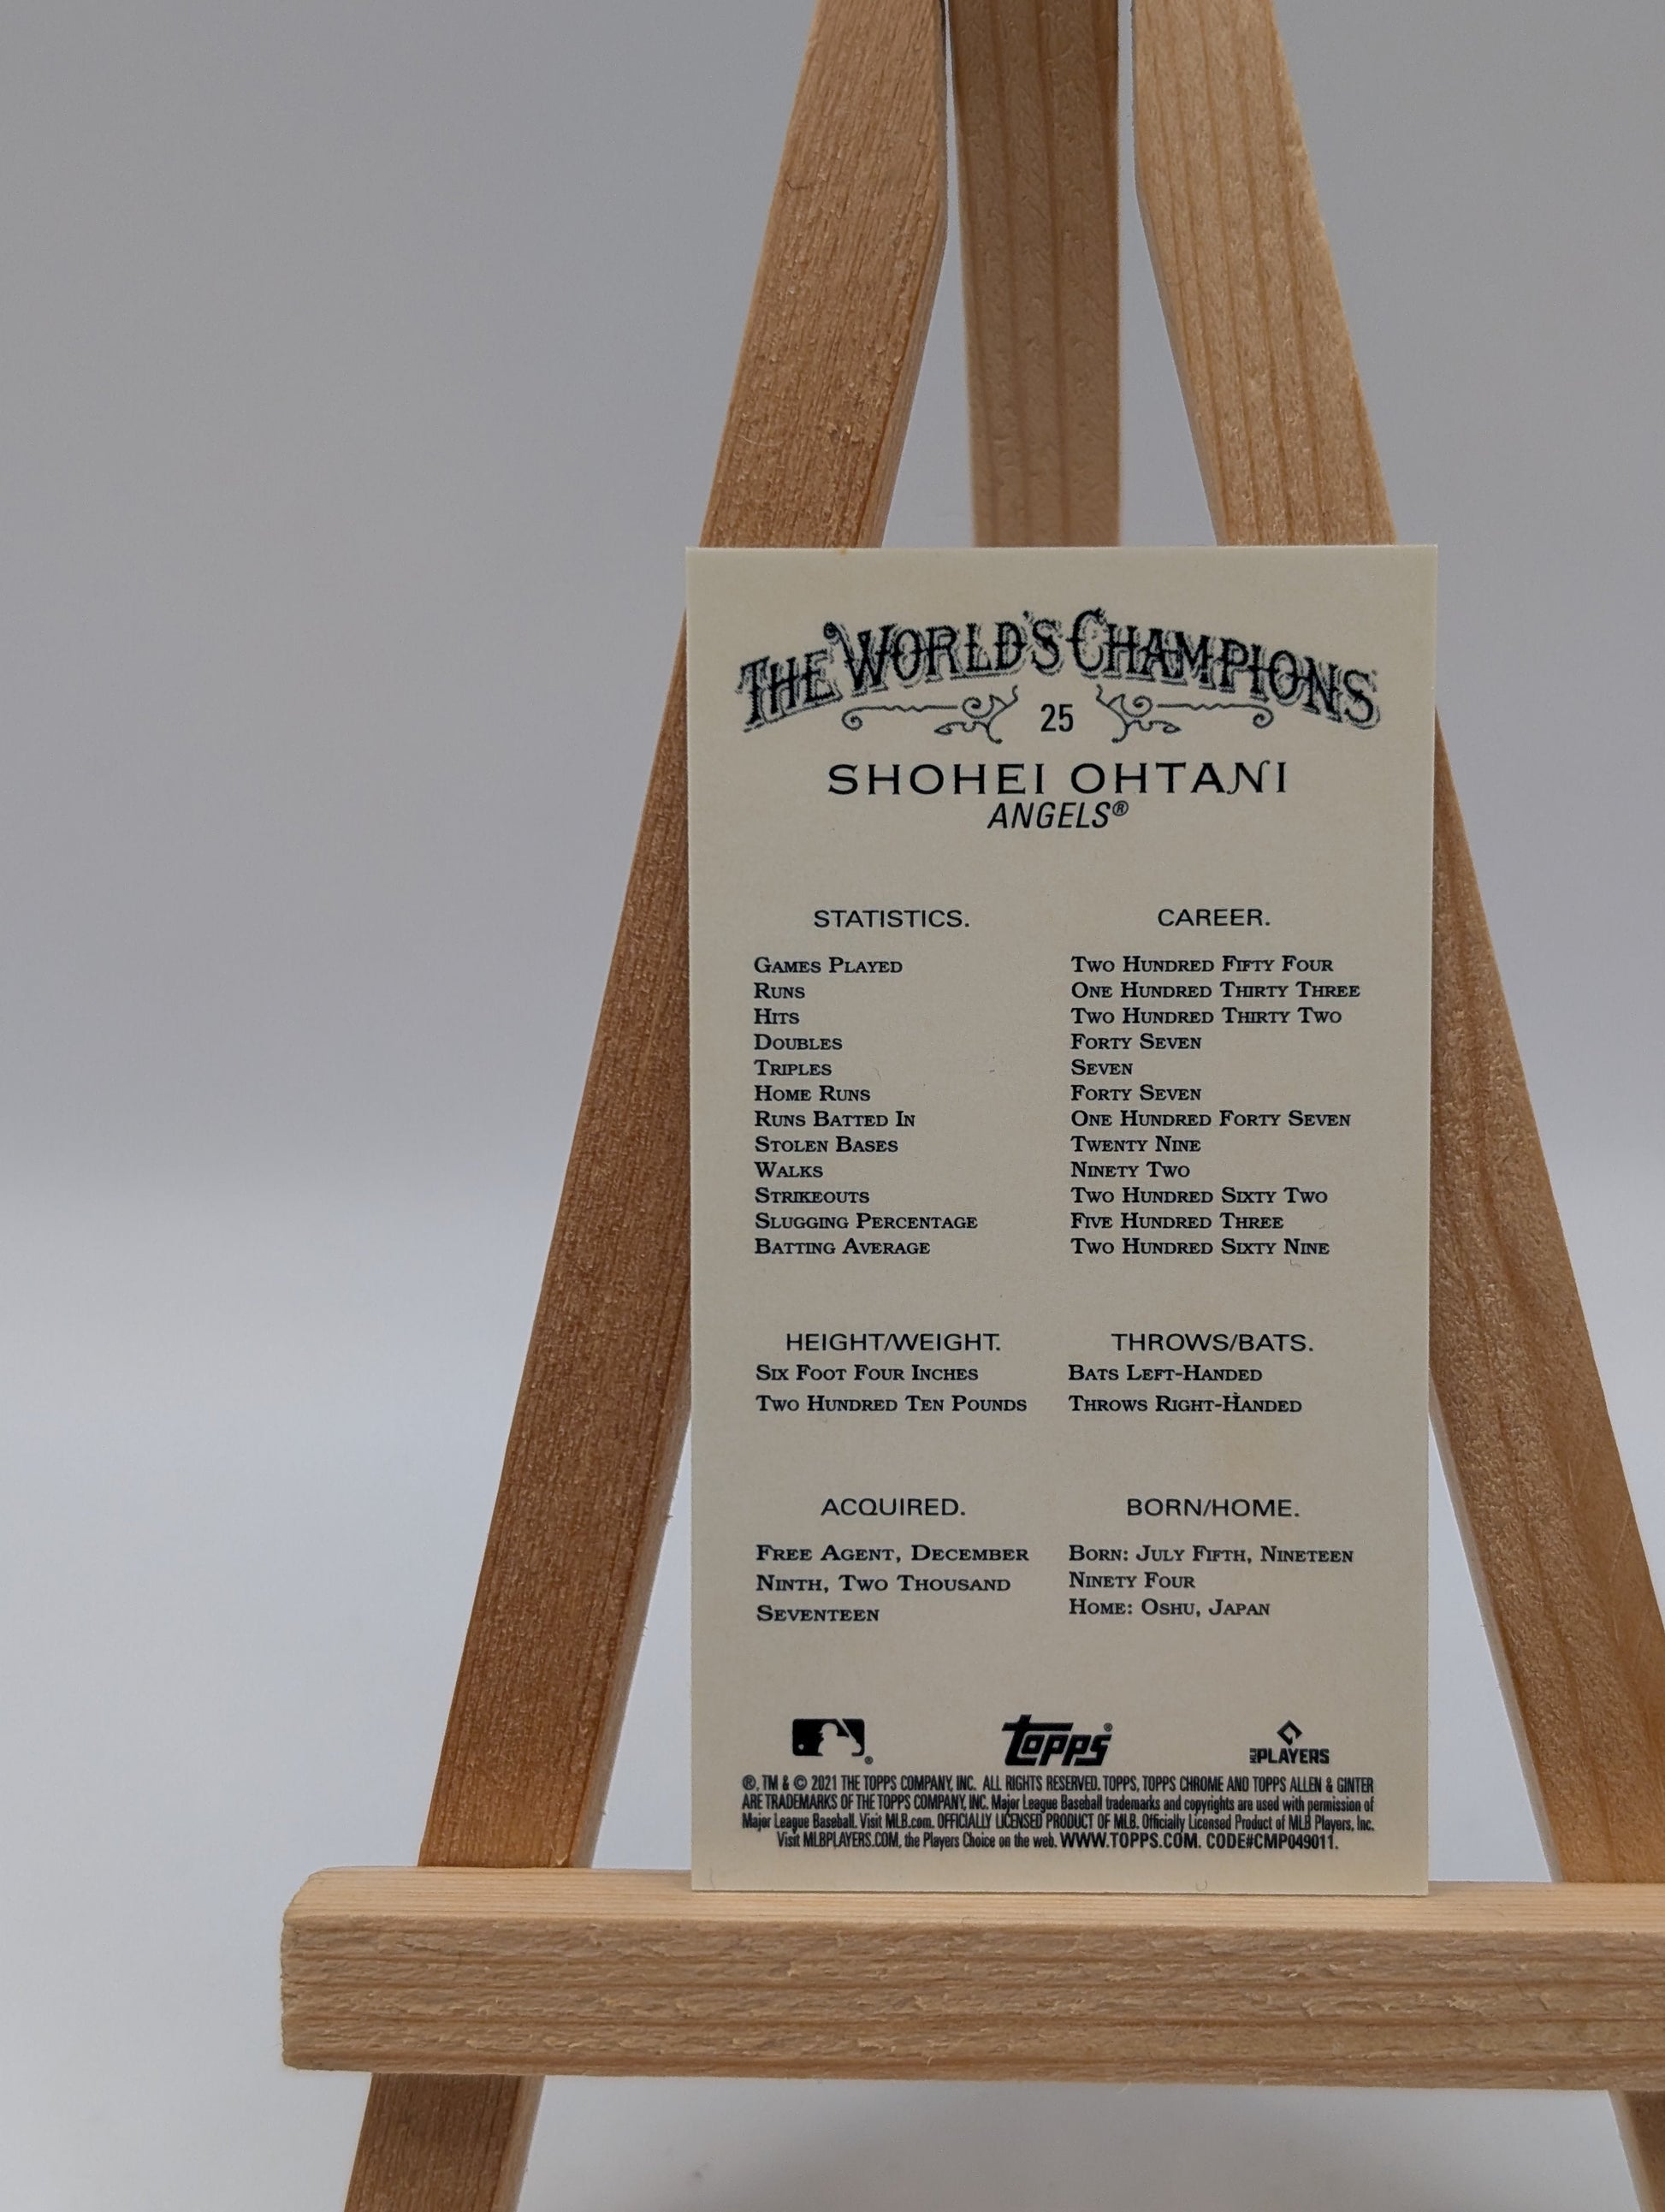 THE WORLD'S CHAMPIONS
25
SHOHEI OHTANI
ANGELS®
STATISTICS. CAREER.
GAMES PLAYED TWO HUNDRED FIFTY FOUR
RUNS ONE HUNDRED THIRTY THREE
HITS TWO HUNDRED THIRTY TWO
DOUBLES FORTY SEVEN
TRIPLES SEVEN
HOME RUNS FORTY SEVEN
RUNS BATTED IN ONE HUNDRED FORTY SEVEN
STOLEN BASES TWENTY NINE
WALKS NINETY TWO
STRIKEOUTS TWO HUNDRED SIXTY TWO
SLUGGING PERCENTAGE FIVE HUNDRED THREE
BATTING AVERAGE TWO HUNDRED SIXTY NINE
HEIGHT/WEIGHT.
SIX FOOT FOUR INCHES
TWO HUNDRED TEN POUNDS
THROWS/BATS.
BATS LEFT-HANDED
THROWS RIGHT-HANDED
ACQUIRED.
FREE AGENT, DECEMBER
NINTH, TWO THOUSAND
SEVENTEEN
BORN/HOME.
BORN: JULY FIFTH, NINETEEN
NINETY FOUR
HOME: OSHU, JAPAN
topps®
MLB PLAYERS
®, TM & © 2021 THE TOPPS COMPANY, INC. ALL RIGHTS RESERVED. TOPPS, TOPPS CHROME AND TOPPS ALLEN & GINTER
ARE TRADEMARKS OF THE TOPPS COMPANY, INC. Major League Baseball trademarks and copyrights are used with permission of
Major League Baseball. Visit MLB.com. OFFICIALLY LICENSED PRODUCT OF MLB. Officially Licensed Product of MLB Players, Inc.
Visit MLBPLAYERS.COM, the Players Choice on the web. WWW.TOPPS.COM. CODE#CMP049011.